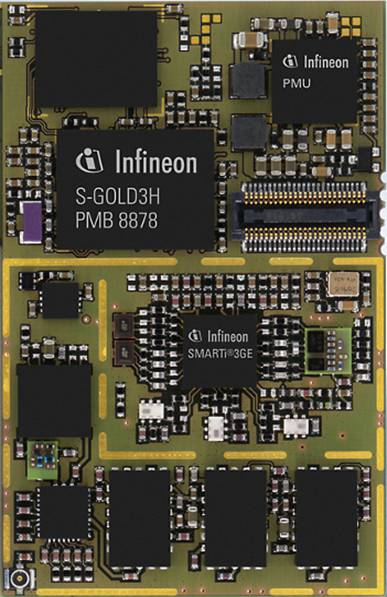 Infineon
PMU
Infineon
S-GOLD3H
PMB 8878
Infineon
SMARTi®3GE